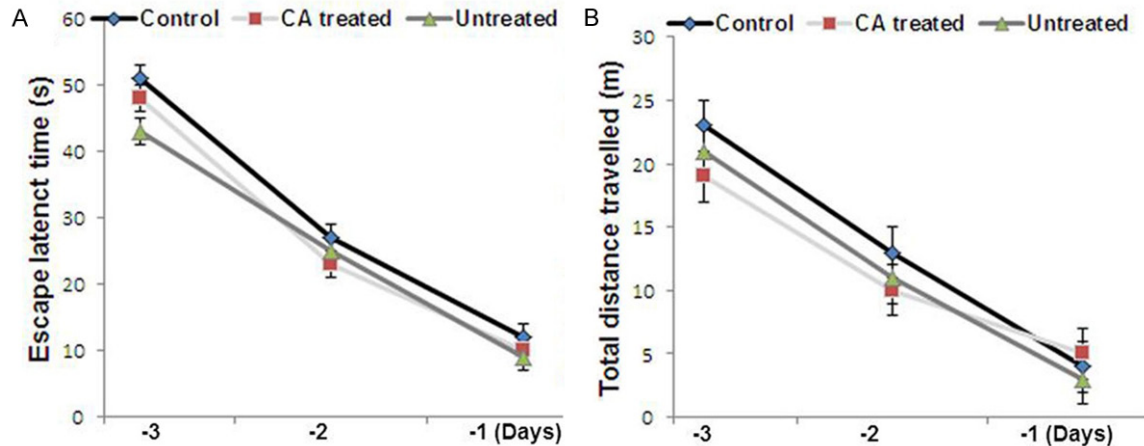 A
Control CA treated Untreated
Escape latenct time (s)
60
50
40
30
20
10
0
-3 -2 -1 (Days)
B
Control CA treated Untreated
Total distance travelled (m)
30
25
20
15
10
5
0
-3 -2 -1 (Days)